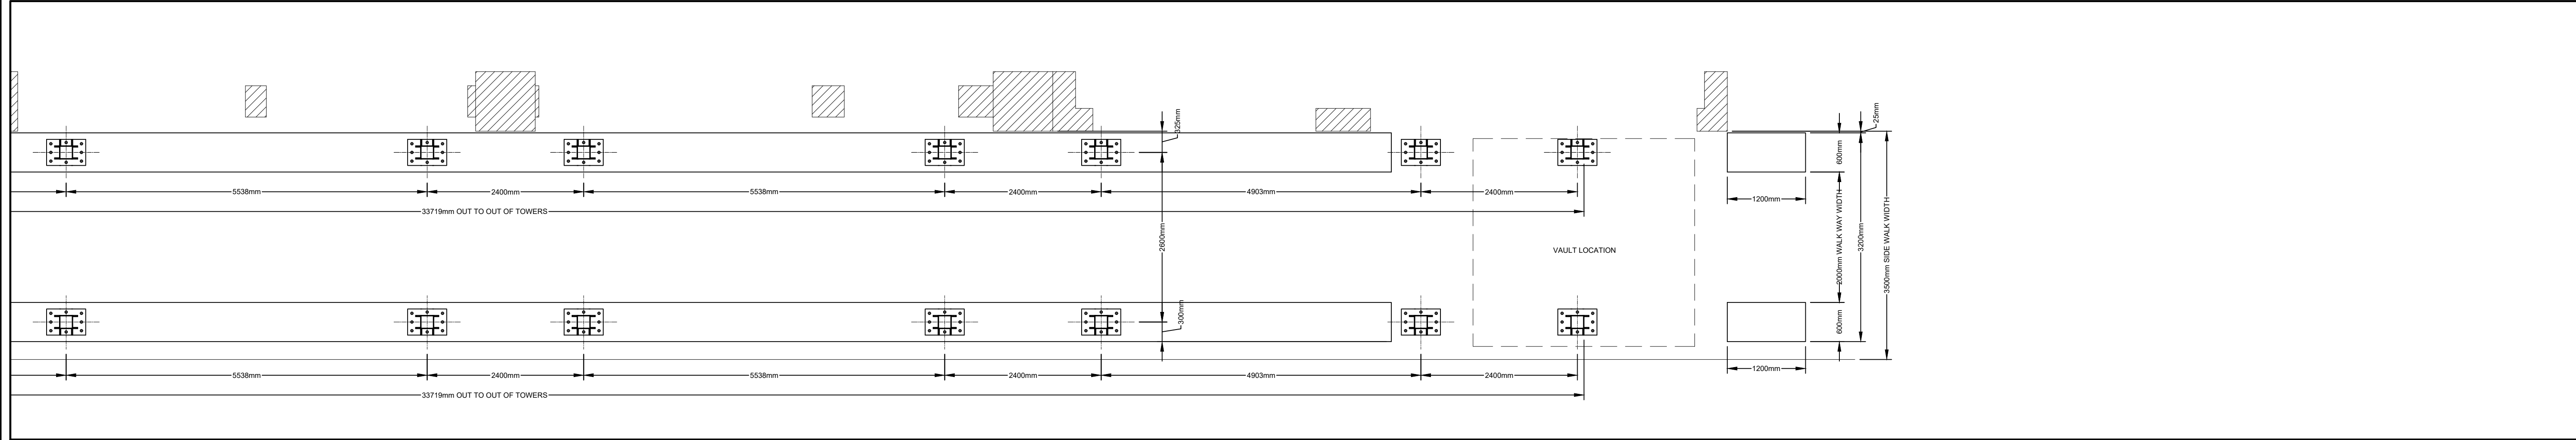 325mm
25mm
600mm
5538mm
2400mm
5538mm
2400mm
4903mm
2400mm
1200mm
33719mm OUT TO OUT OF TOWERS
2600mm
VAULT LOCATION
2000mm WALK WAY WIDTH
3200mm
3500mm SIDE WALK WIDTH
300mm
600mm
5538mm
2400mm
5538mm
2400mm
4903mm
2400mm
1200mm
33719mm OUT TO OUT OF TOWERS